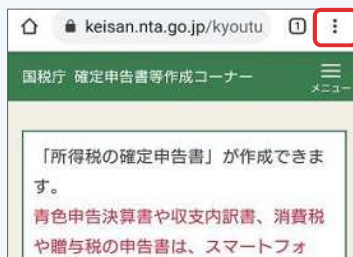 keisan.nta.go.jp/kyoutu 1
国税庁 確定申告書等作成コーナー
メニュー
「所得税の確定申告書」が作成できま
す。
青色申告決算書や収支内訳書、消費税
や贈与税の申告書は、スマートフォ